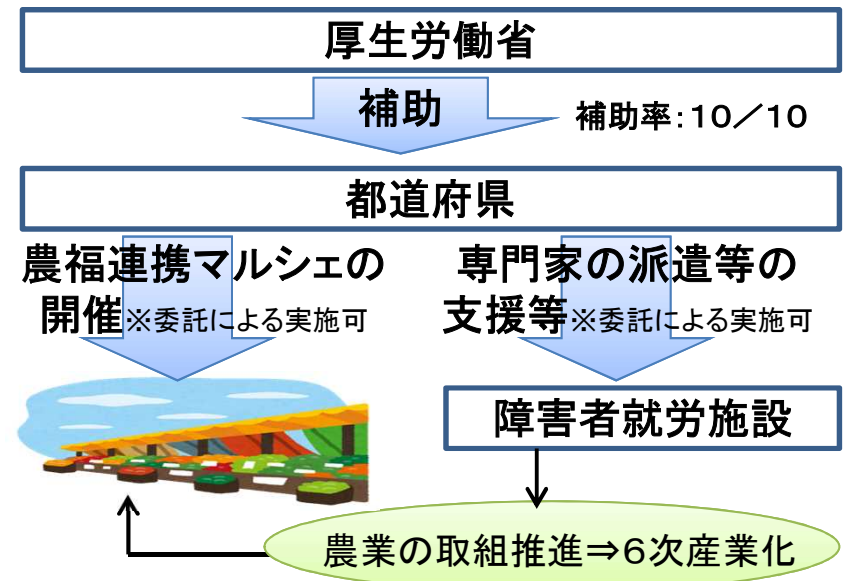 厚生労働省
補助
補助率:10/10
都道府県
農福連携マルシェの
開催※委託による実施可
専門家の派遣等の
支援等※委託による実施可
障害者就労施設
農業の取組推進⇒6次産業化